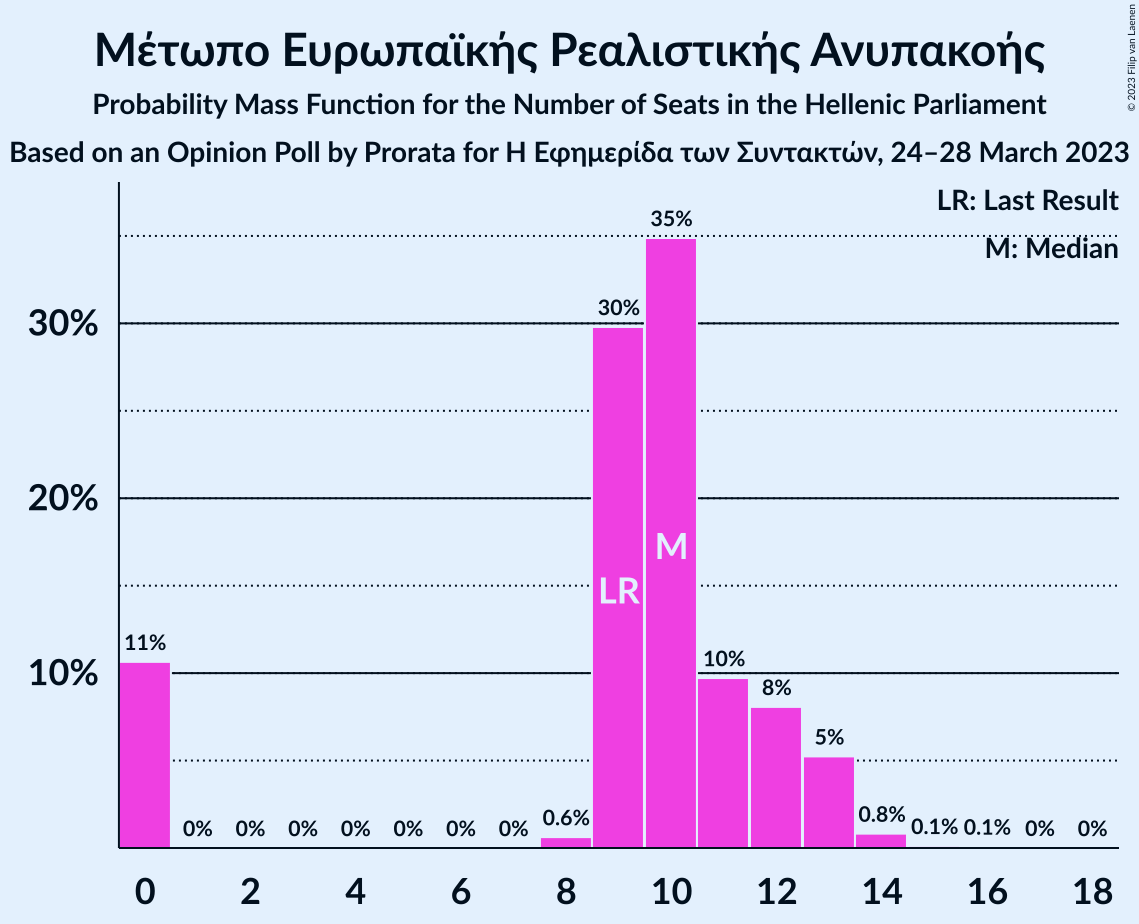 Μέτωπο Ευρωπαϊκής Ρεαλιστικής Ανυπακοής
Probability Mass Function for the Number of Seats in the Hellenic Parliament
Based on an Opinion Poll by Prorata for Η Εφημερίδα των Συντακτών, 24–28 March 2023
© 2023 Filip van Laenen
LR: Last Result
M: Median
35%
30%
30%
20%
M
LR
11%
10%
10%
8%
5%
0% 0% 0% 0% 0% 0% 0% 0.6% 0.8% 0.1% 0.1% 0% 0%
0 2 4 6 8 10 12 14 16 18